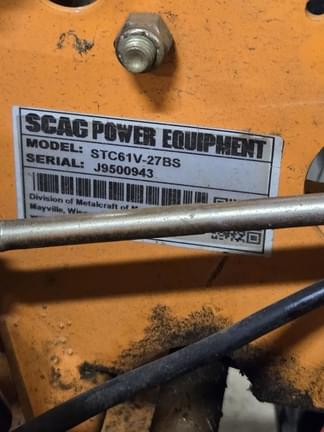 SCAG POWER EQUIPMENT
MODEL: STC61V-27BS
SERIAL: J9500943
Division of Metalcraft of
Mayville,